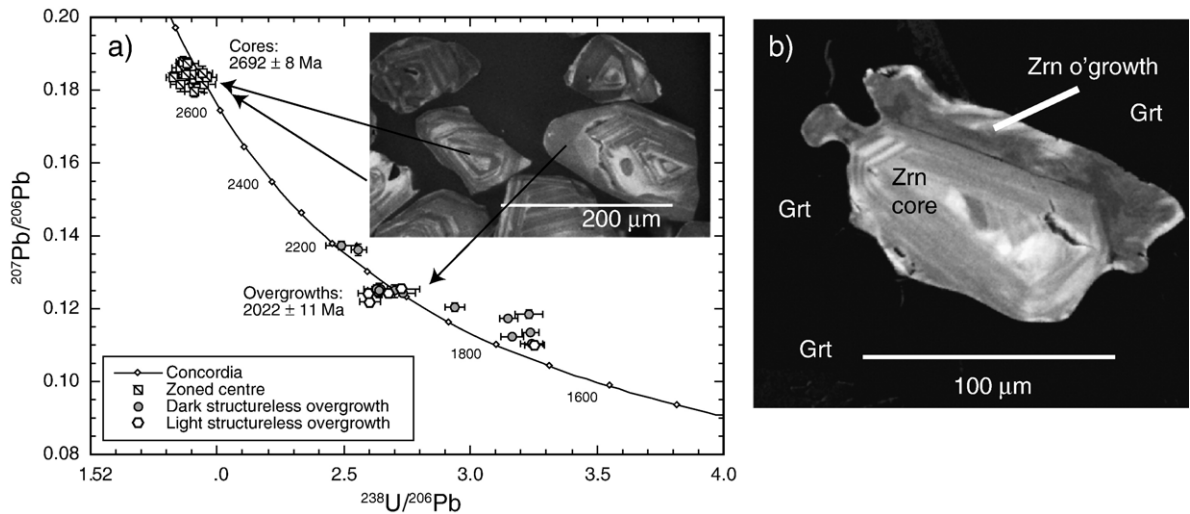 a)
Cores:
2692 ± 8 Ma
2600
2400
2200
1800
1600
Overgrowths:
2022 ± 11 Ma
200 µm
Concordia
Zoned centre
Dark structureless overgrowth
Light structureless overgrowth
0.20
0.18
0.16
0.14
0.12
0.10
0.08
207Pb/206Pb
1.52 .0 2.5 3.0 3.5 4.0
238U/206Pb
b)
Zrn o'growth
Grt
Zrn
core
Grt
Grt
100 µm